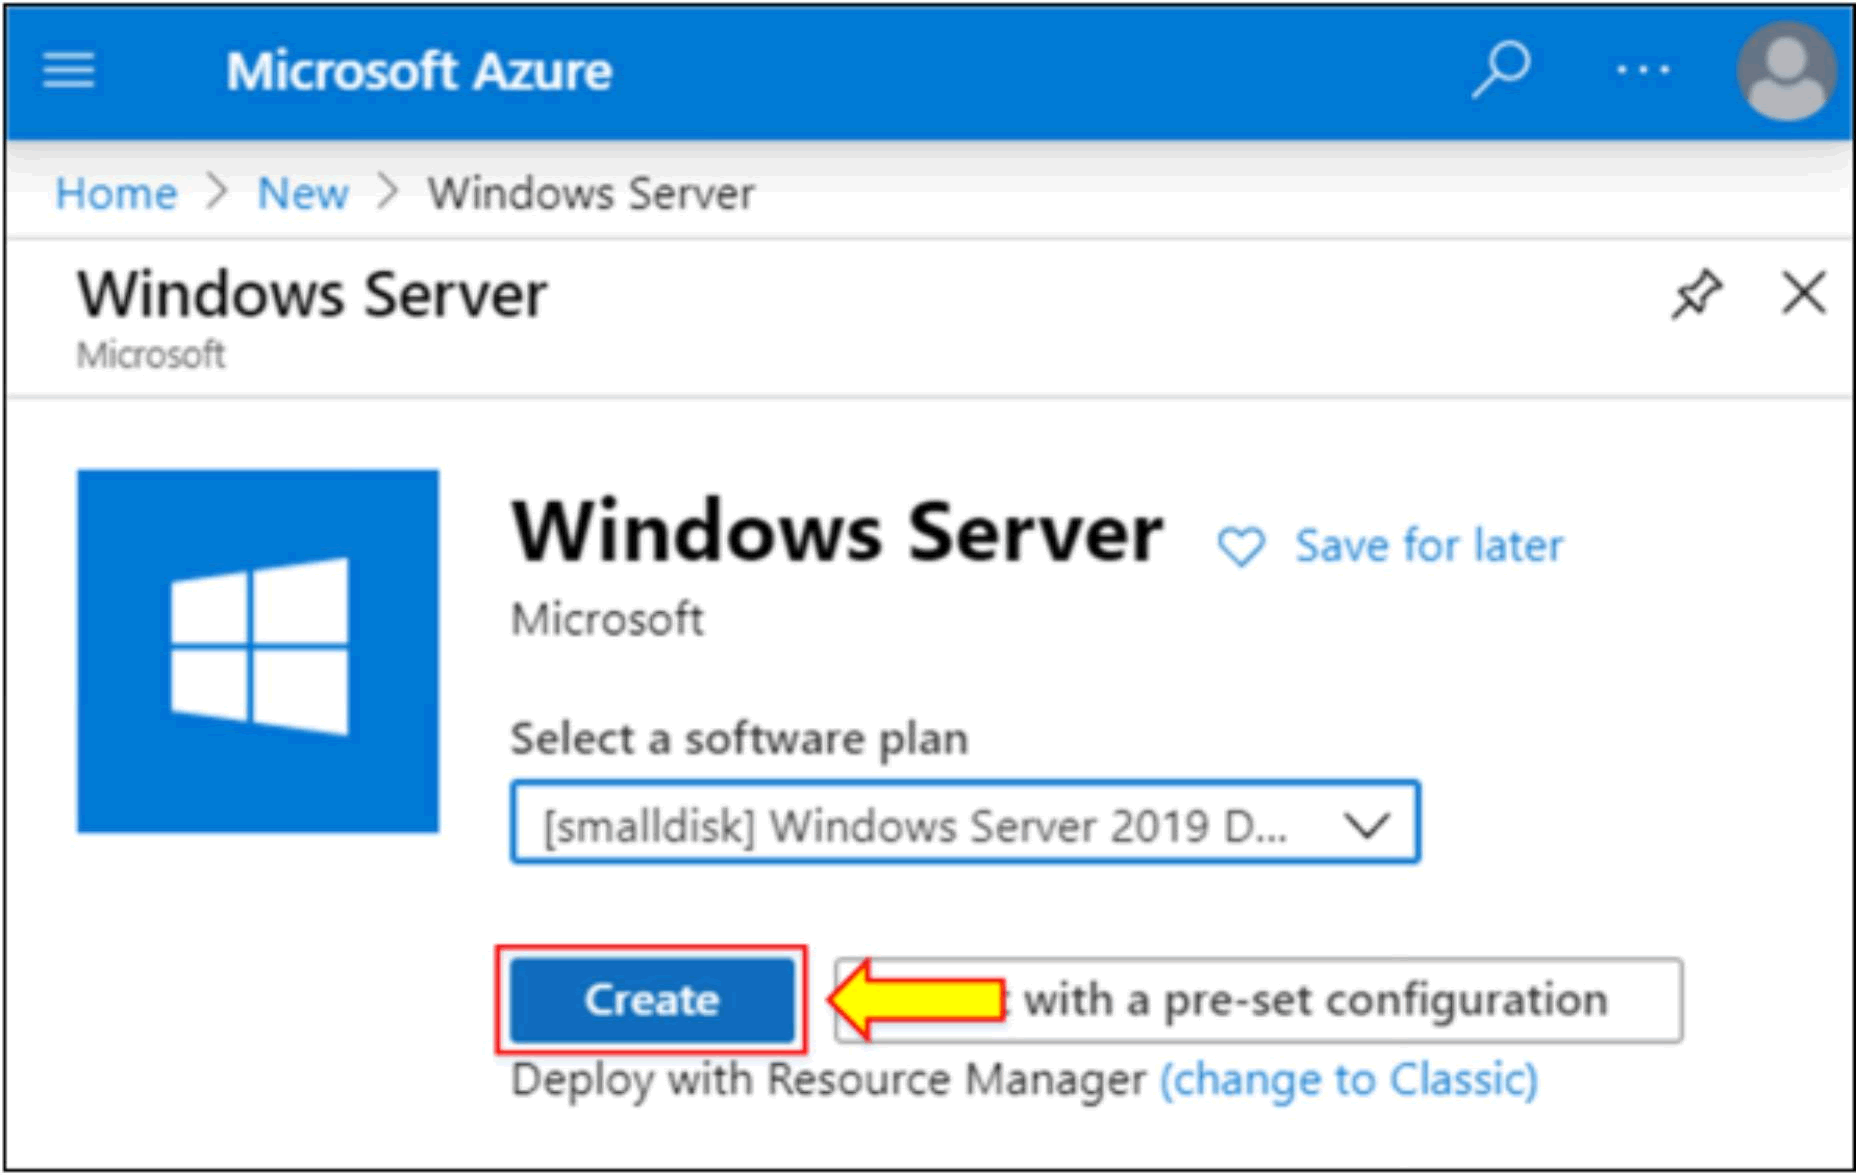 Microsoft Azure
Home > New > Windows Server
Windows Server
Microsoft
Windows Server Save for later
Microsoft
Select a software plan
[smalldisk] Windows Server 2019 D...
Create with a pre-set configuration
Deploy with Resource Manager (change to Classic)